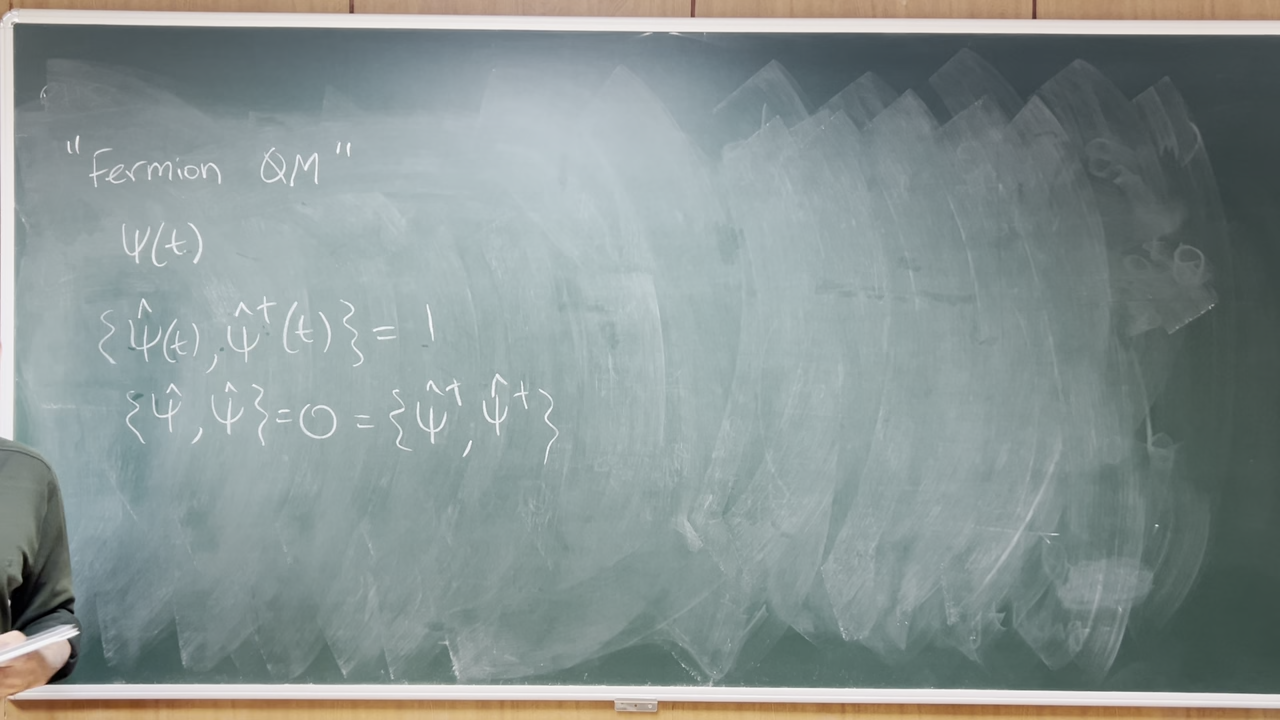 "Fermion QM"
ψ(t)
{ψ̂(t), ψ̂†(t)} = 1
{ψ̂, ψ̂} = 0 = {ψ̂†, ψ̂†}